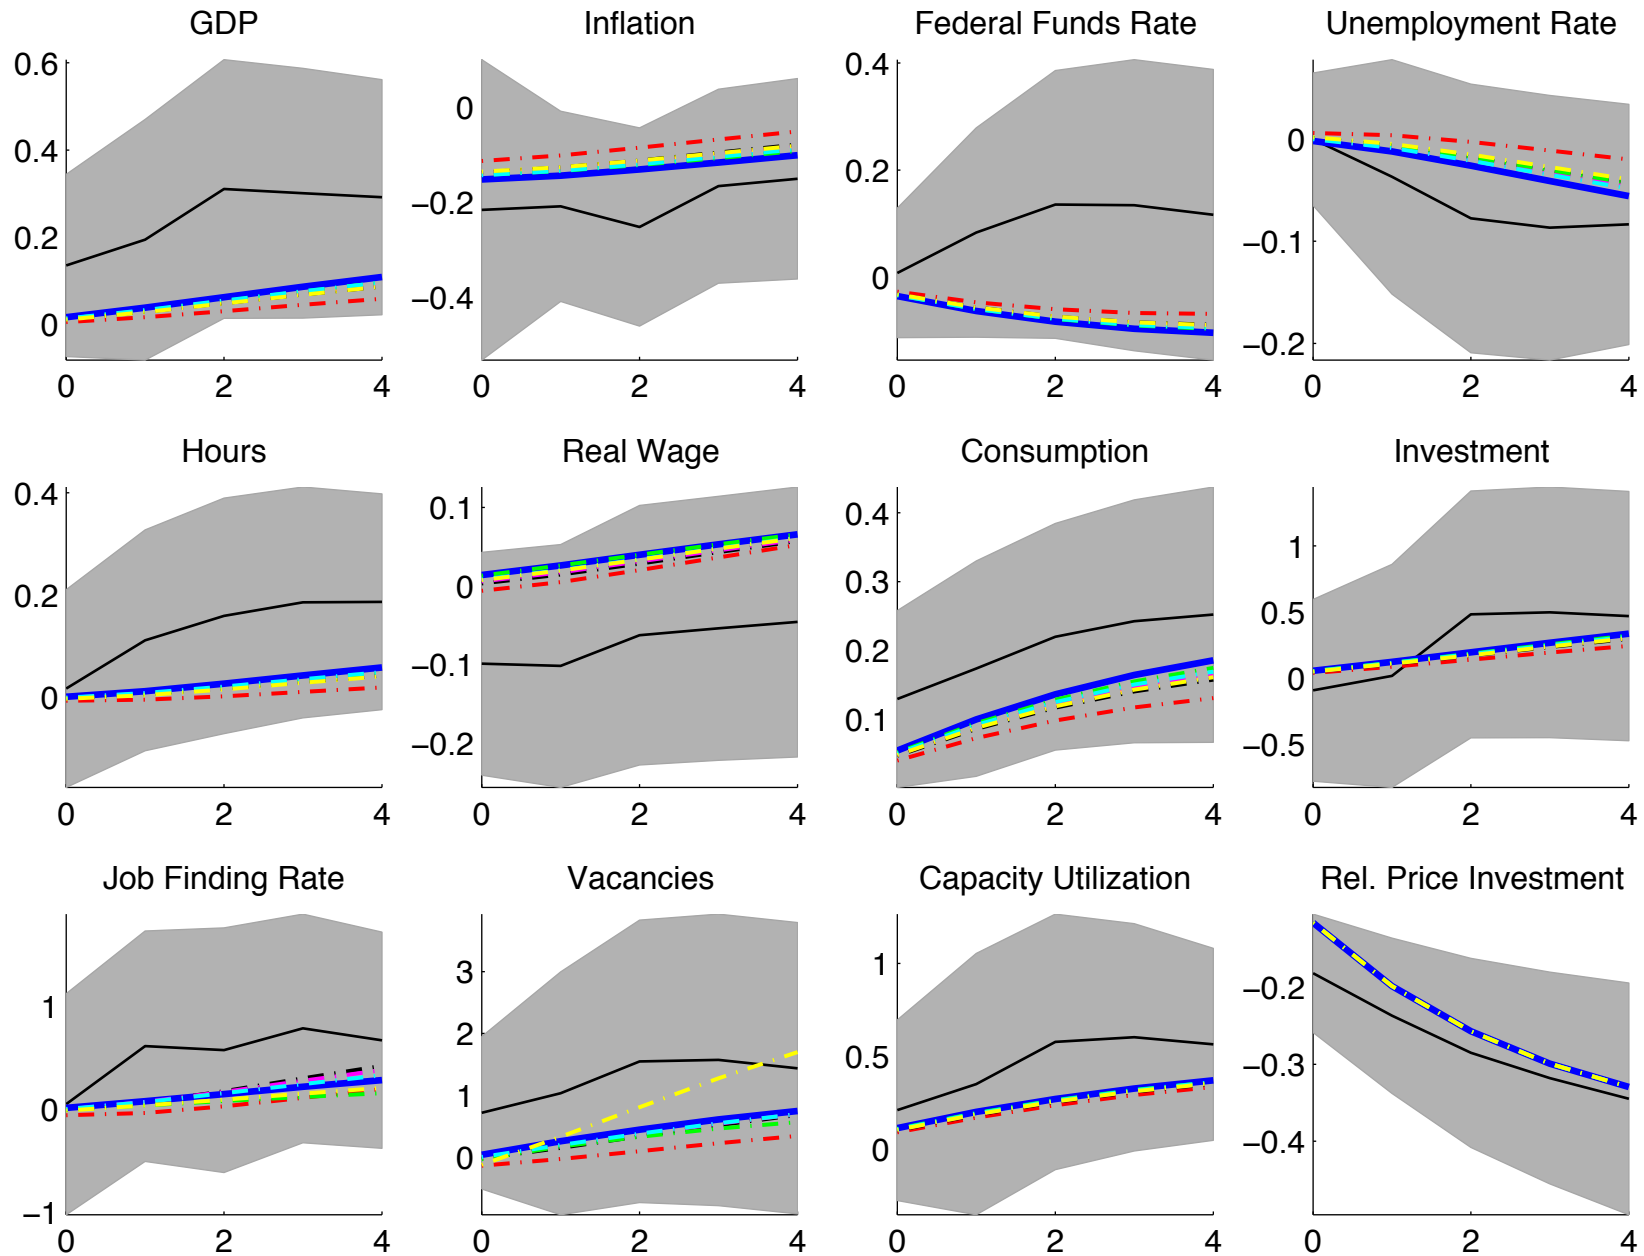 GDP Inflation Federal Funds Rate Unemployment Rate
0.6
0.4
0.2
0
0 2 4
0
−0.2
−0.4
0 2 4
0.4
0.2
0
0 2 4
0
−0.1
−0.2
0 2 4
Hours Real Wage Consumption Investment
0.4
0.2
0
0 2 4
0.1
0
−0.1
−0.2
0 2 4
0.4
0.3
0.2
0.1
0 2 4
1
0.5
0
−0.5
0 2 4
Job Finding Rate Vacancies Capacity Utilization Rel. Price Investment
1
0
−1
0 2 4
3
2
1
0
0 2 4
1
0.5
0
0 2 4
−0.2
−0.3
−0.4
0 2 4